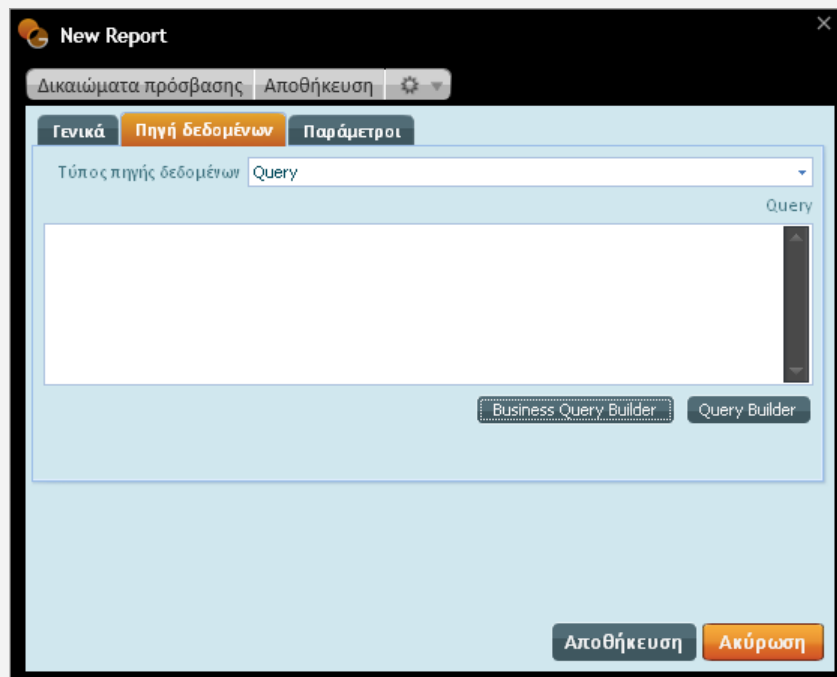 New Report
Δικαιώματα πρόσβασης Αποθήκευση
Γενικά Πηγή δεδομένων Παράμετροι
Τύπος πηγής δεδομένων Query
Query
Business Query Builder Query Builder
Αποθήκευση Ακύρωση